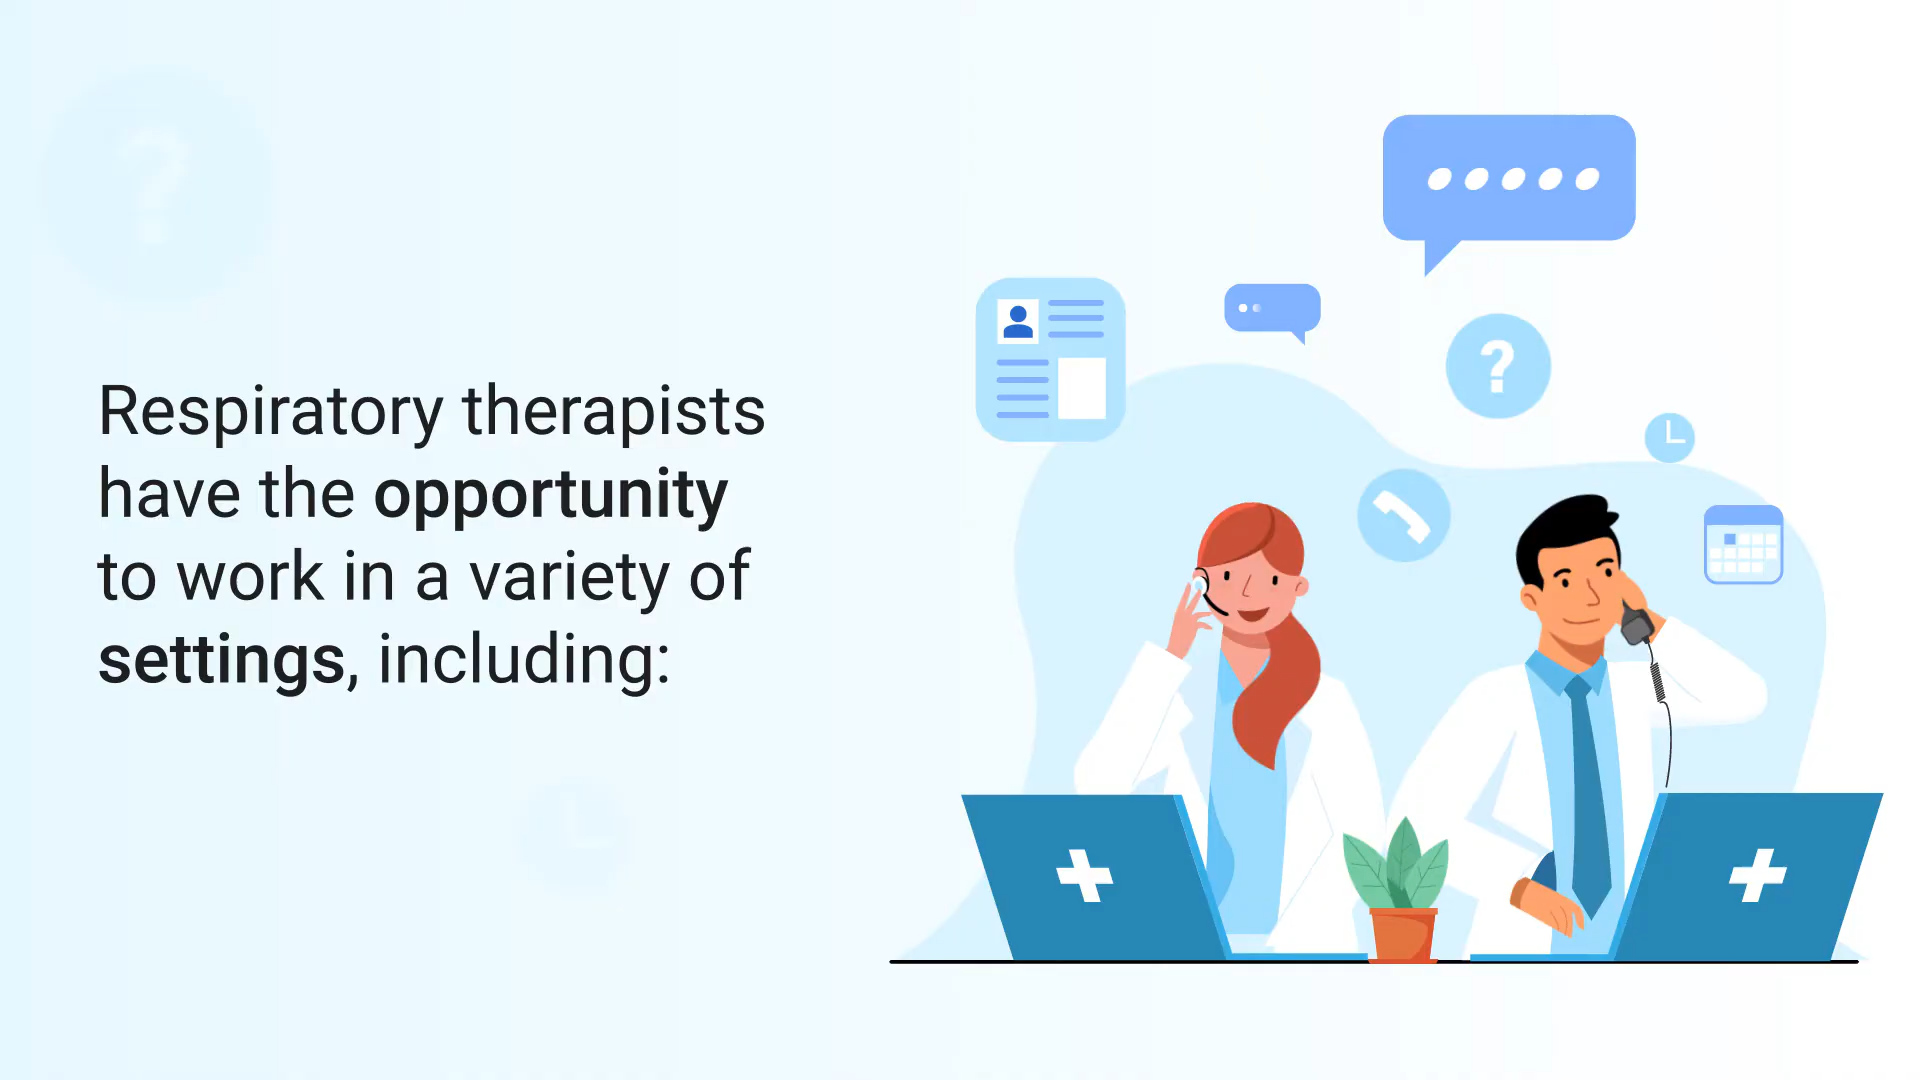 Respiratory therapists
have the opportunity
to work in a variety of
settings, including: